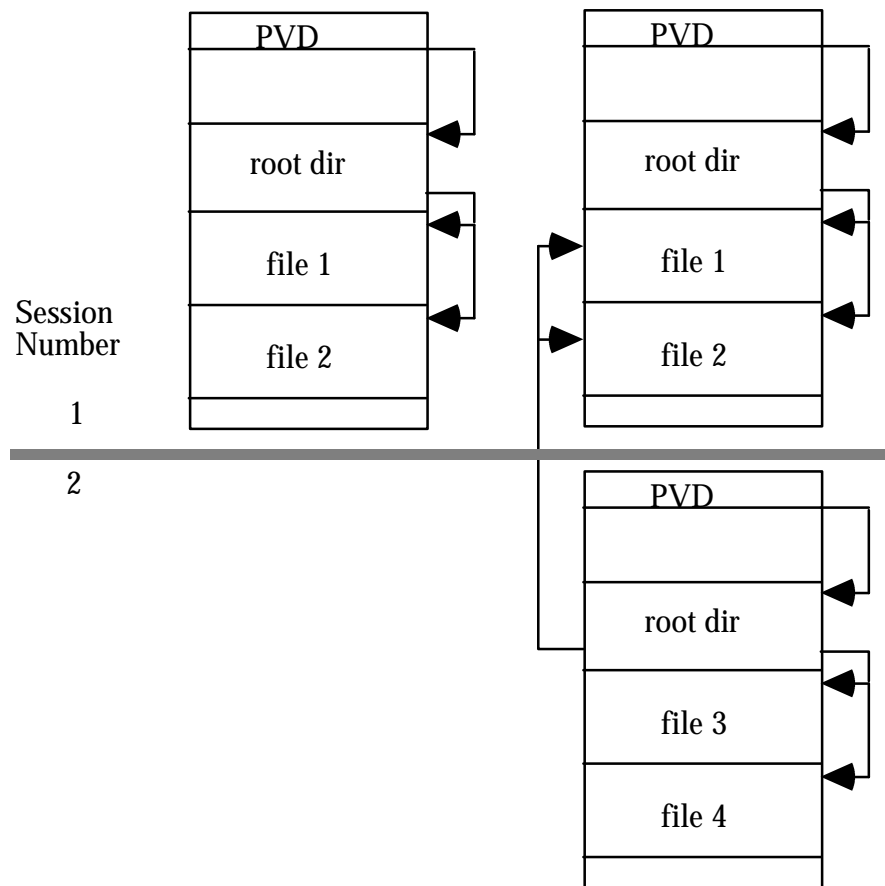 PVD
root dir
file 1
file 2
PVD
root dir
file 1
file 2
Session
Number
1
2
PVD
root dir
file 3
file 4